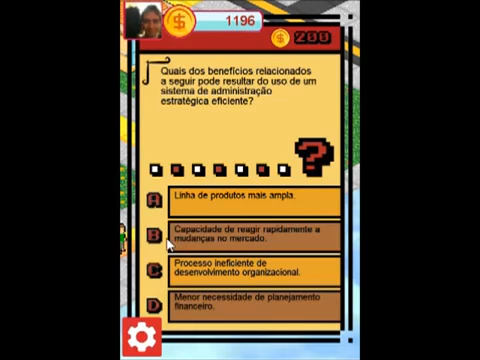 1196
200
Quais dos benefícios relacionados
a seguir pode resultar do uso de um
sistema de administração
estratégica eficiente?
A Linha de produtos mais ampla.
B Capacidade de reagir rapidamente a
mudanças no mercado.
C Processo ineficiente de
desenvolvimento organizacional.
D Menor necessidade de planejamento
financeiro.